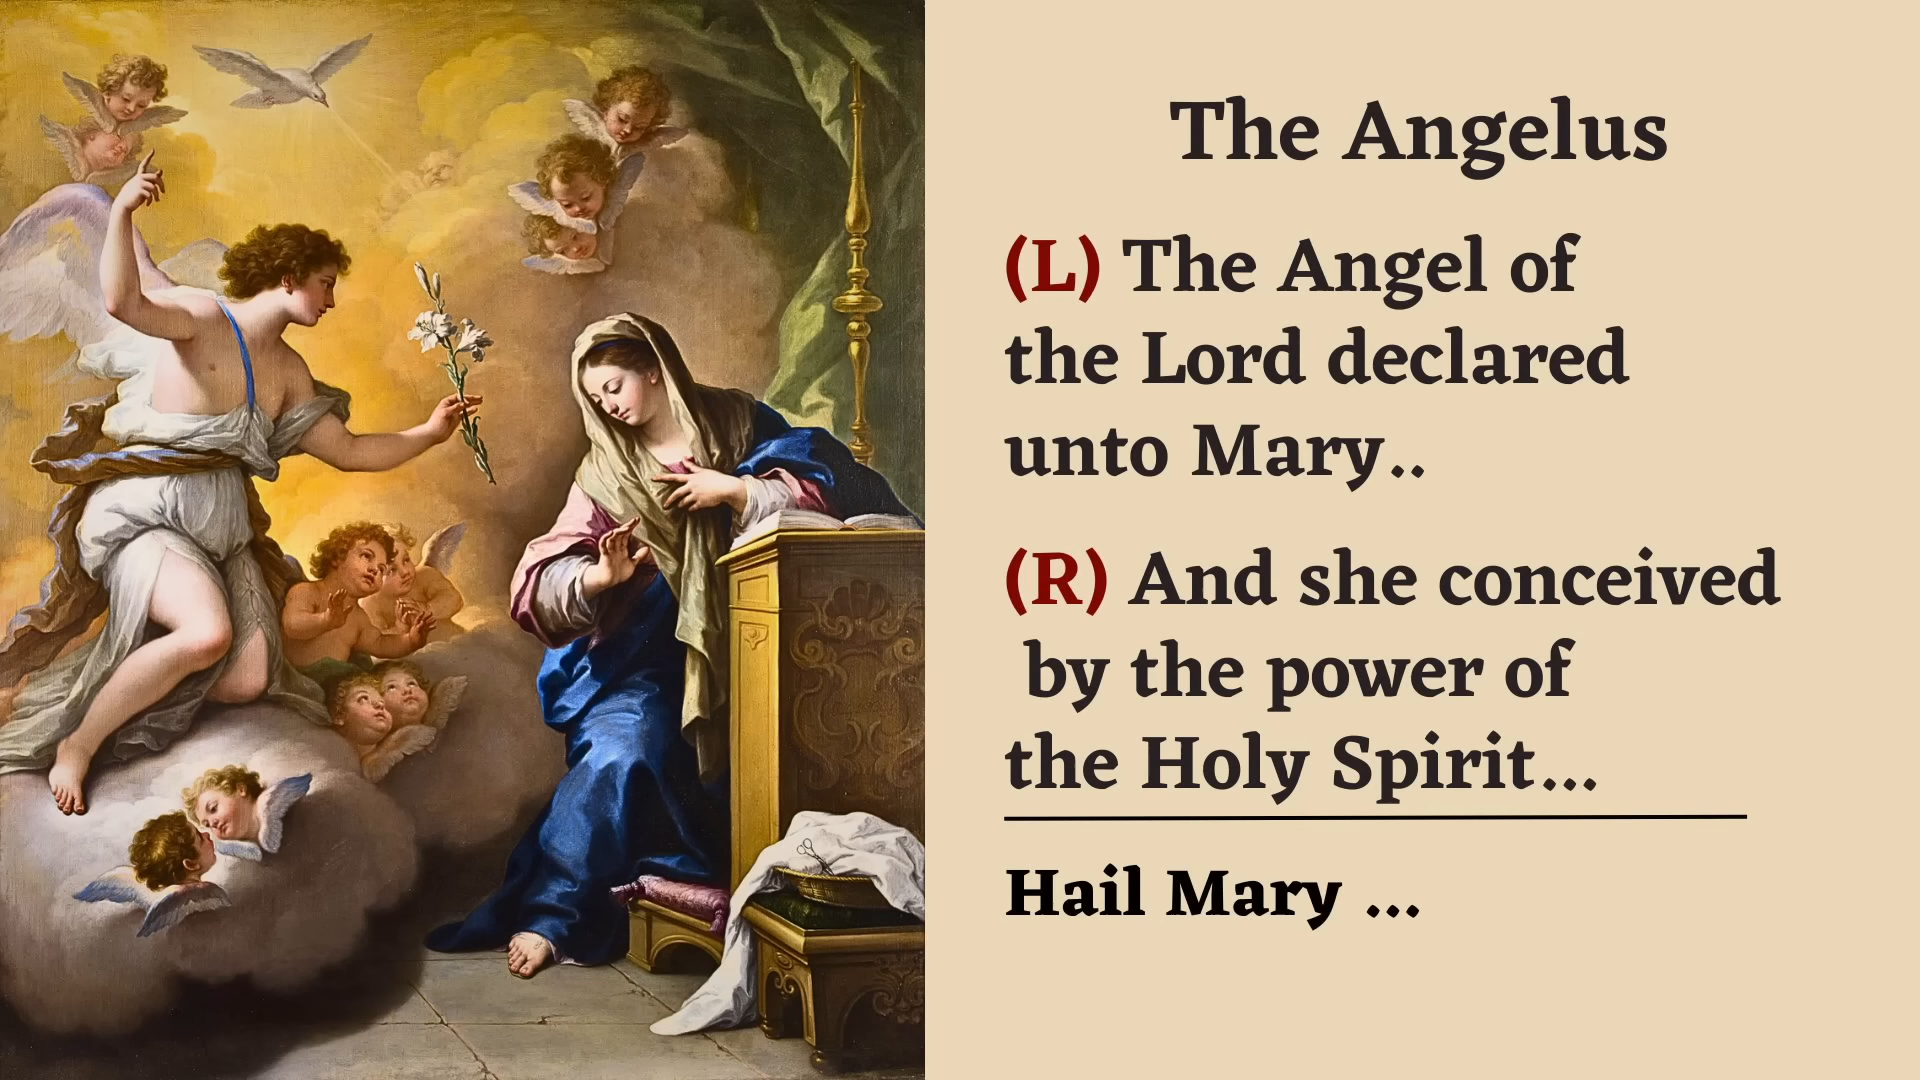 The Angelus
(L) The Angel of
the Lord declared
unto Mary..
(R) And she conceived
by the power of
the Holy Spirit...
Hail Mary ...